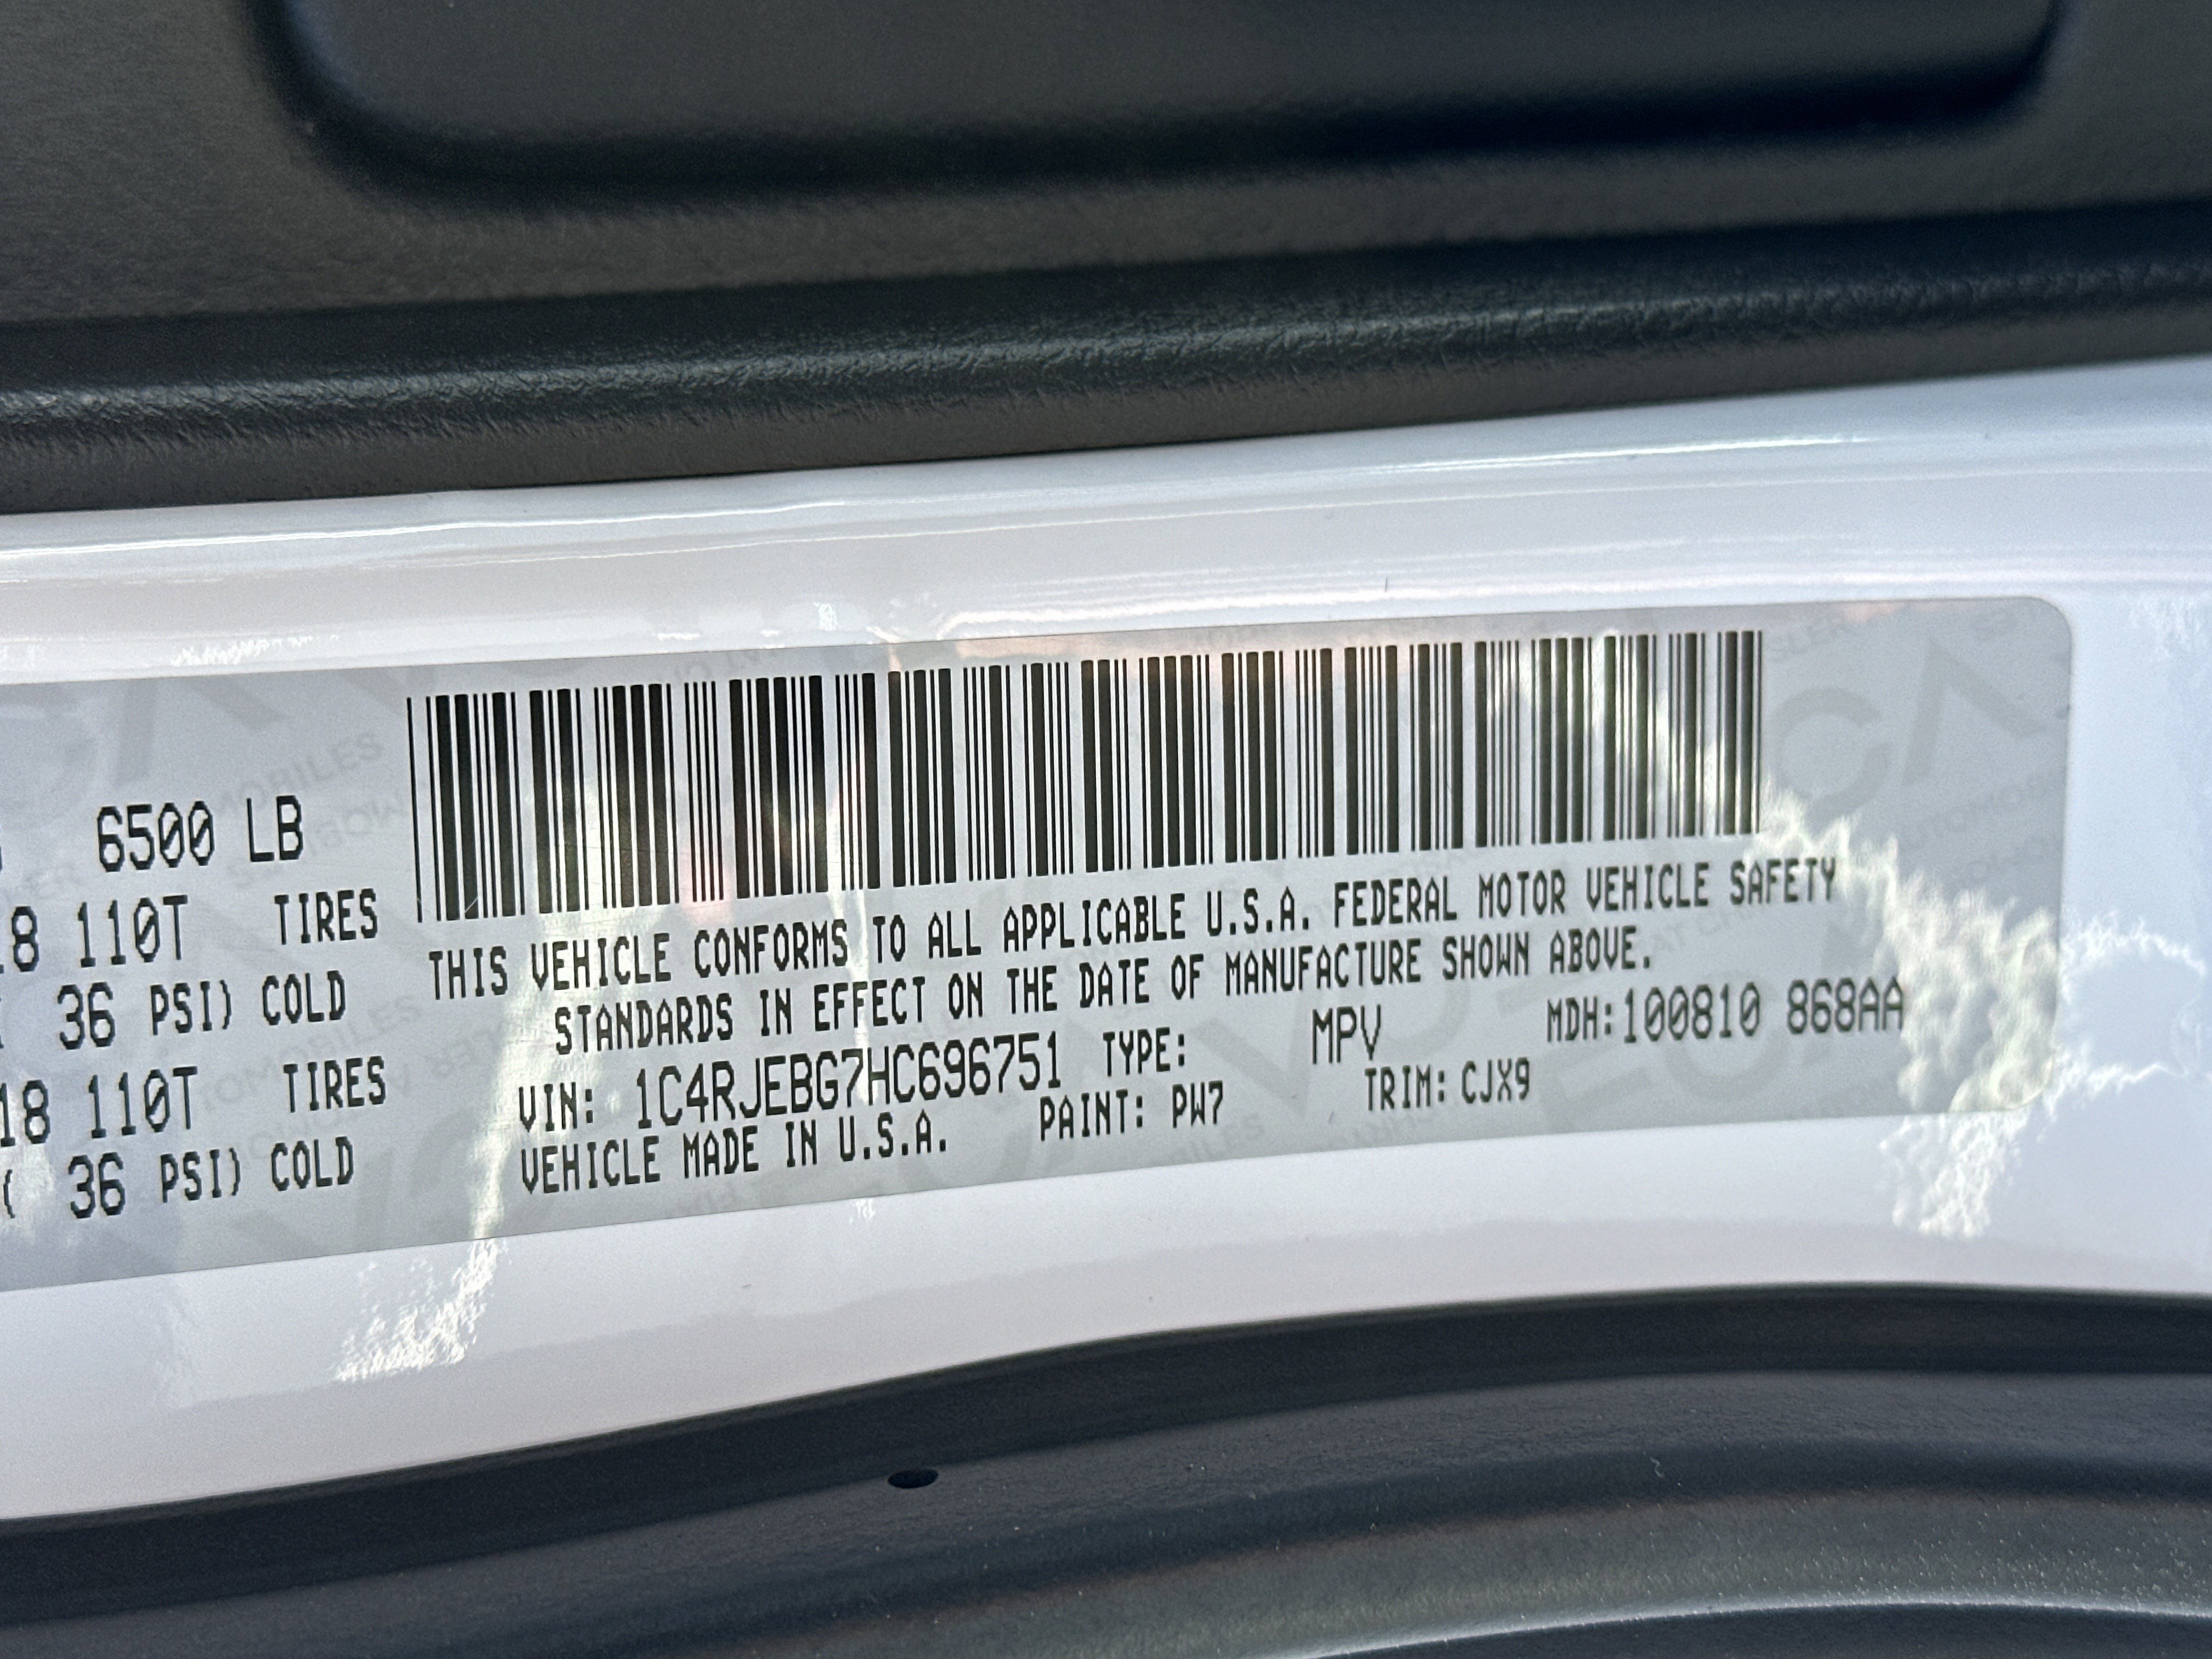 6500 LB
18 110T TIRES
36 PSI) COLD
18 110T TIRES
( 36 PSI) COLD
THIS VEHICLE CONFORMS TO ALL APPLICABLE U.S.A. FEDERAL MOTOR VEHICLE SAFETY
STANDARDS IN EFFECT ON THE DATE OF MANUFACTURE SHOWN ABOVE.
VIN: 1C4RJEBG7HC696751 TYPE: MPV MDH:100810 868AA
VEHICLE MADE IN U.S.A. PAINT: PW7 TRIM: CJX9